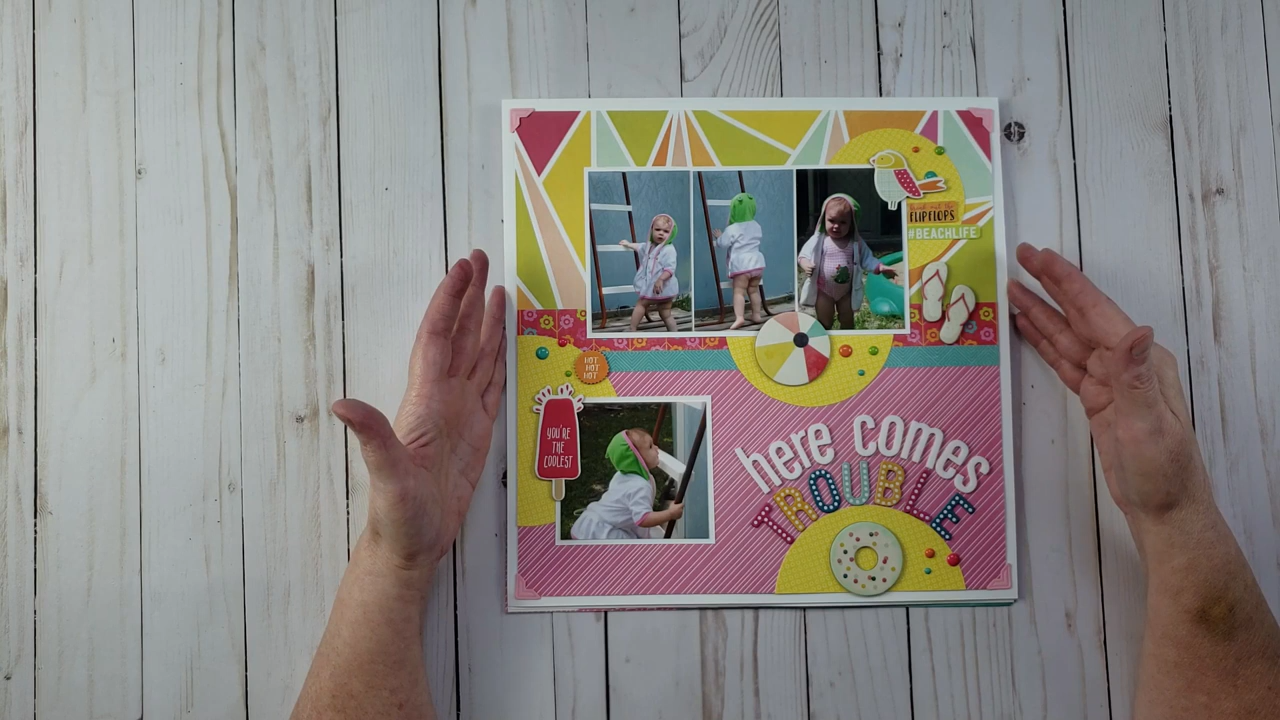 FLIPFLOPS
#BEACHLIFE
HOT
HOT
HOT
YOU'RE
THE
COOLEST
here comes
TROUBLE